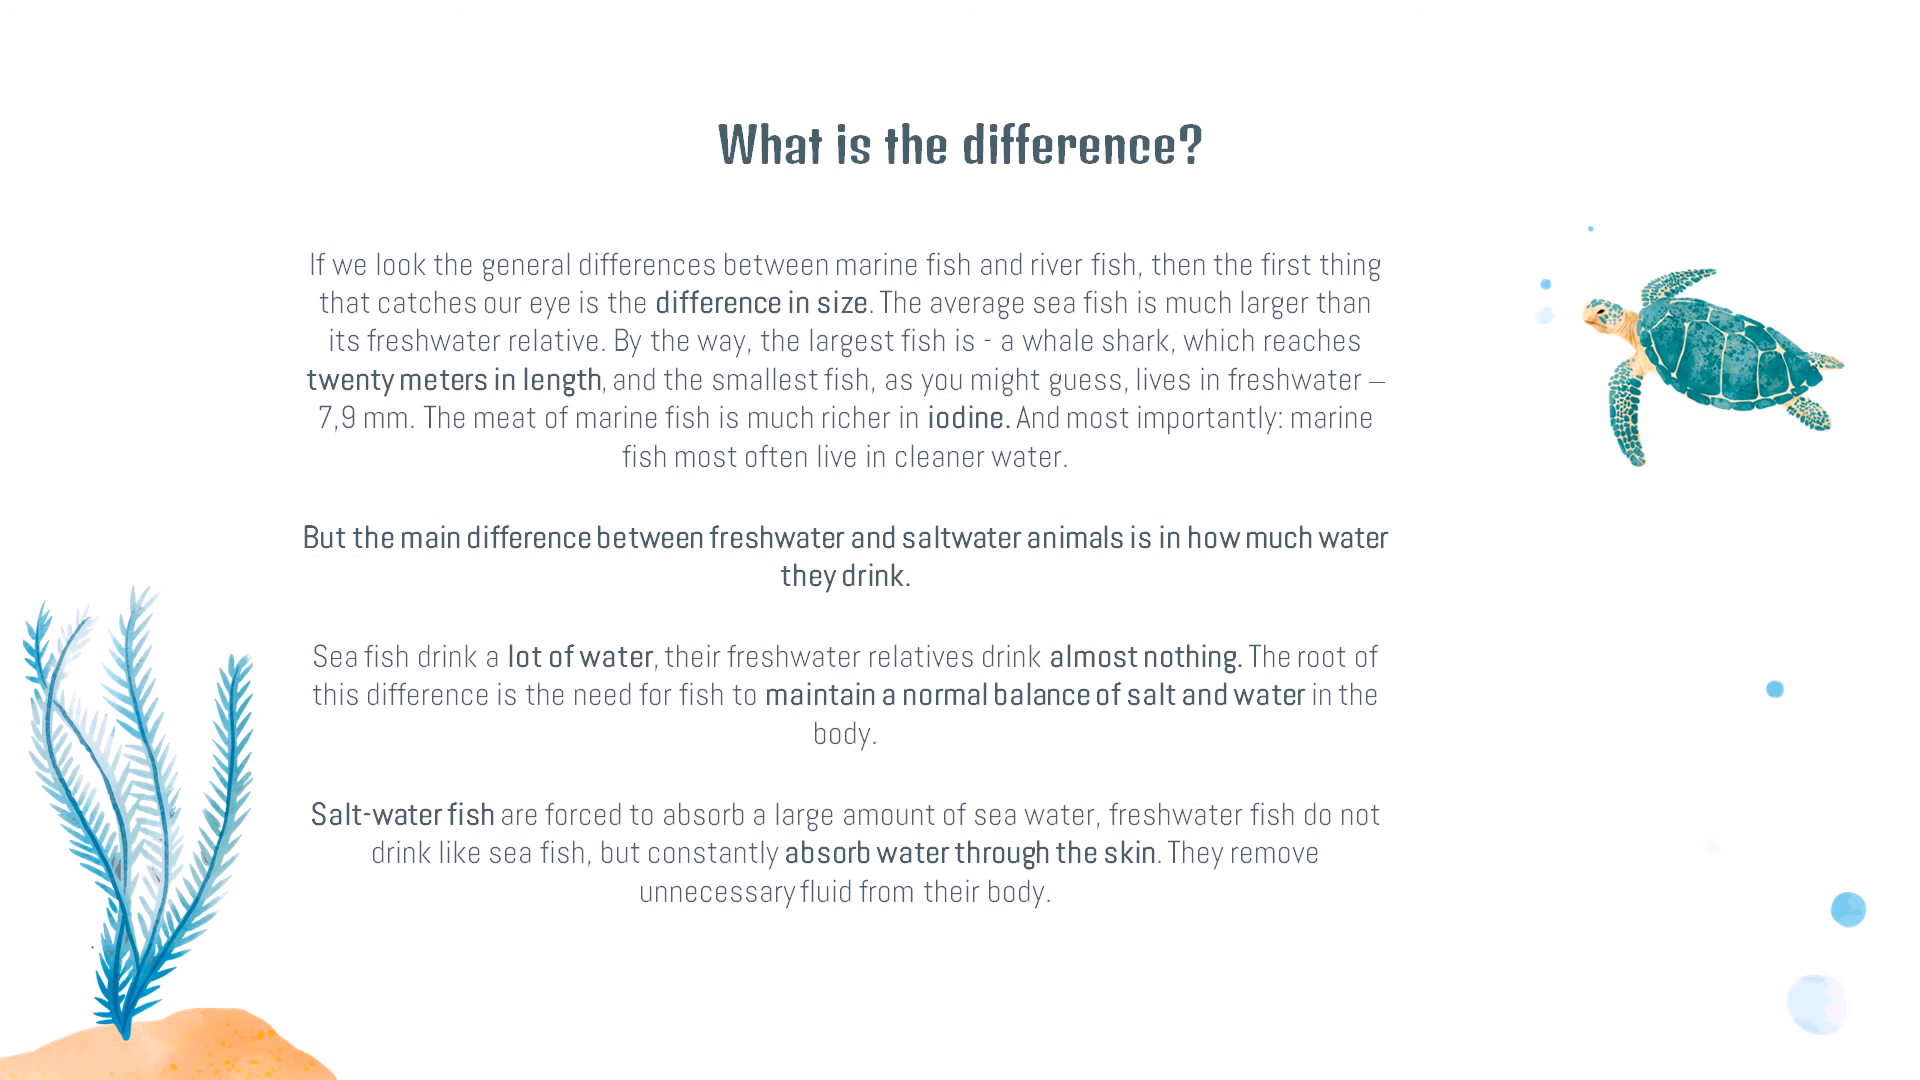 What is the difference?
If we look the general differences between marine fish and river fish, then the first thing
that catches our eye is the difference in size. The average sea fish is much larger than
its freshwater relative. By the way, the largest fish is - a whale shark, which reaches
twenty meters in length, and the smallest fish, as you might guess, lives in freshwater –
7,9 mm. The meat of marine fish is much richer in iodine. And most importantly: marine
fish most often live in cleaner water.
But the main difference between freshwater and saltwater animals is in how much water
they drink.
Sea fish drink a lot of water, their freshwater relatives drink almost nothing. The root of
this difference is the need for fish to maintain a normal balance of salt and water in the
body.
Salt-water fish are forced to absorb a large amount of sea water, freshwater fish do not
drink like sea fish, but constantly absorb water through the skin. They remove
unnecessary fluid from their body.